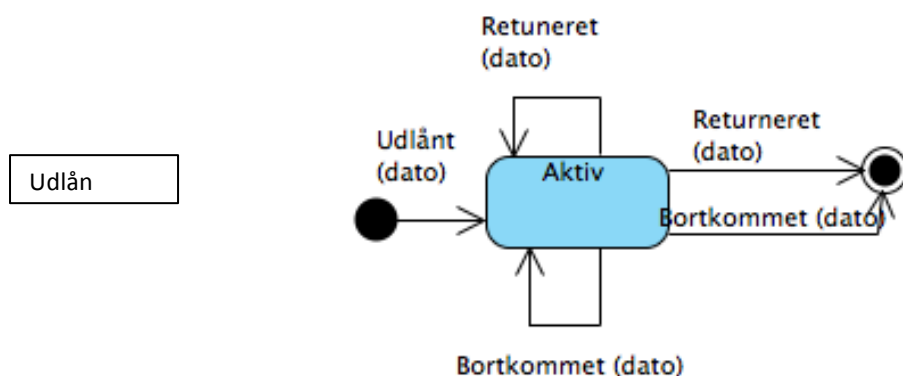 Retuneret
(dato)
Udlånt
(dato)
Returneret
(dato)
Udlån
Aktiv
Bortkommet (dato)
Bortkommet (dato)